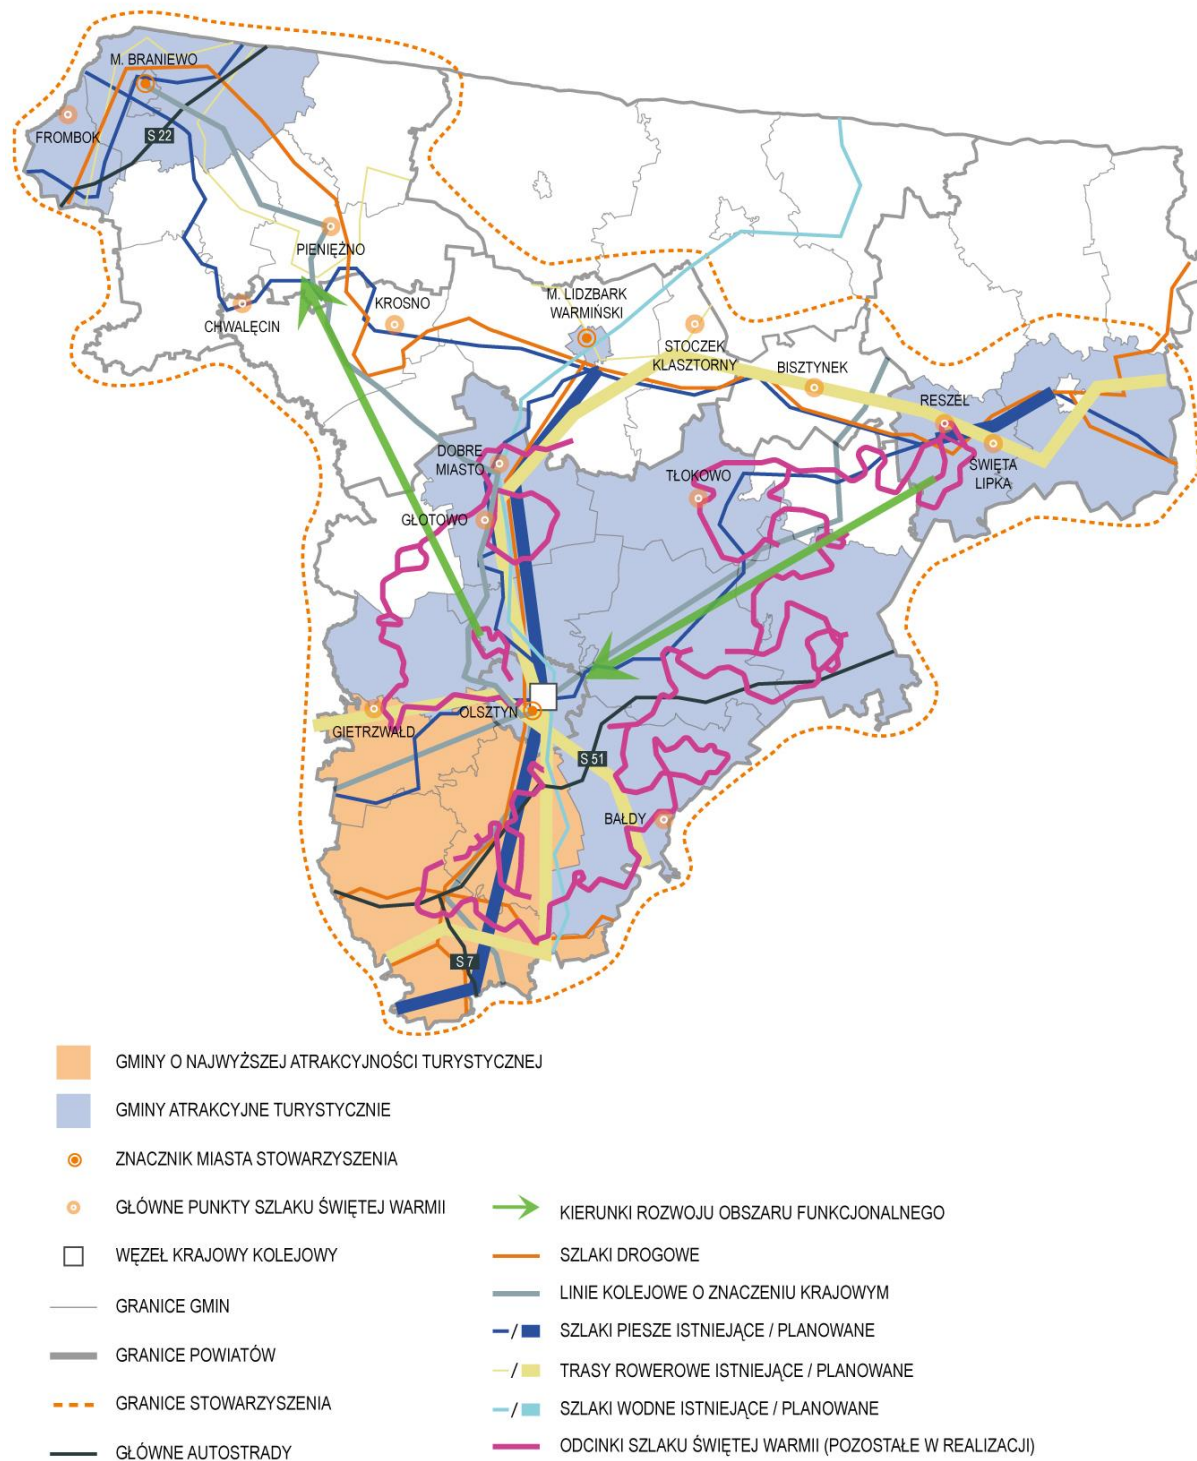 M. BRANIEWO
FROMBOK
S 22
PIENIĘŻNO
CHWALĘCIN
KROSNO
M. LIDZBARK
WARMIŃSKI
STOCZEK
KLASZTORNY
BISZTYNEK
RESZEL
ŚWIĘTA
LIPKA
DOBRE
MIASTO
TŁOKOWO
GŁOTOWO
OLSZTYN
GIETRZWAŁD
S 51
BAŁDY
S 7
GMINY O NAJWYŻSZEJ ATRAKCYJNOŚCI TURYSTYCZNEJ
GMINY ATRAKCYJNE TURYSTYCZNIE
ZNACZNIK MIASTA STOWARZYSZENIA
GŁÓWNE PUNKTY SZLAKU ŚWIĘTEJ WARMII
WĘZEŁ KRAJOWY KOLEJOWY
GRANICE GMIN
GRANICE POWIATÓW
GRANICE STOWARZYSZENIA
GŁÓWNE AUTOSTRADY
KIERUNKI ROZWOJU OBSZARU FUNKCJONALNEGO
SZLAKI DROGOWE
LINIE KOLEJOWE O ZNACZENIU KRAJOWYM
/ SZLAKI PIESZE ISTNIEJĄCE / PLANOWANE
/ TRASY ROWEROWE ISTNIEJĄCE / PLANOWANE
/ SZLAKI WODNE ISTNIEJĄCE / PLANOWANE
ODCINKI SZLAKU ŚWIĘTEJ WARMII (POZOSTAŁE W REALIZACJI)